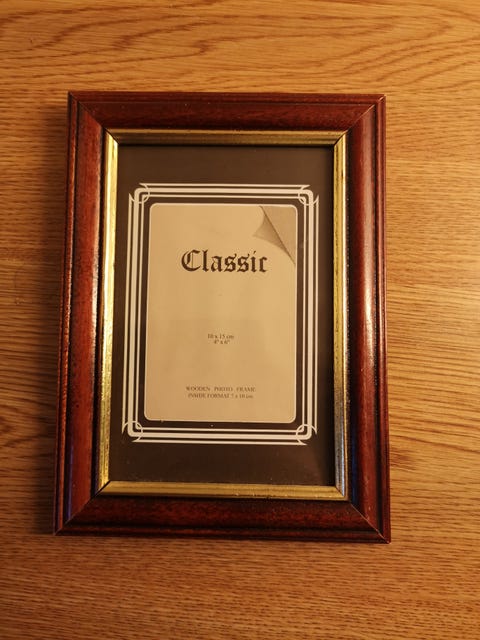 Classic
10 x 15 cm
4" x 6"
WOODEN PHOTO FRAME
INSIDE FORMAT 7 x 10 cm